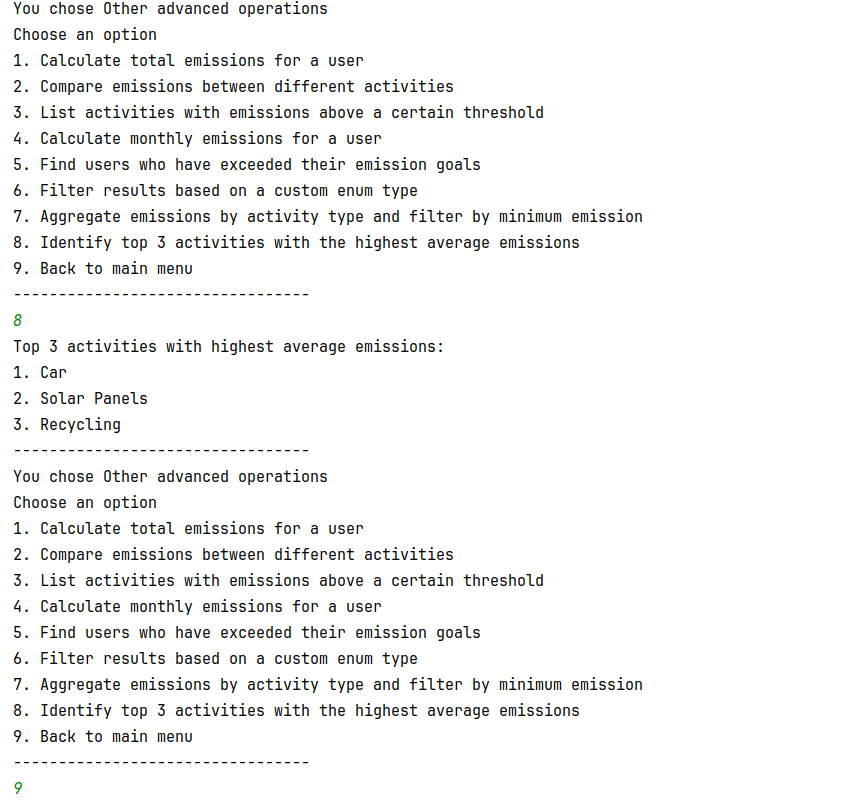 You chose Other advanced operations
Choose an option
1. Calculate total emissions for a user
2. Compare emissions between different activities
3. List activities with emissions above a certain threshold
4. Calculate monthly emissions for a user
5. Find users who have exceeded their emission goals
6. Filter results based on a custom enum type
7. Aggregate emissions by activity type and filter by minimum emission
8. Identify top 3 activities with the highest average emissions
9. Back to main menu
---------------------------------
8
Top 3 activities with highest average emissions:
1. Car
2. Solar Panels
3. Recycling
---------------------------------
You chose Other advanced operations
Choose an option
1. Calculate total emissions for a user
2. Compare emissions between different activities
3. List activities with emissions above a certain threshold
4. Calculate monthly emissions for a user
5. Find users who have exceeded their emission goals
6. Filter results based on a custom enum type
7. Aggregate emissions by activity type and filter by minimum emission
8. Identify top 3 activities with the highest average emissions
9. Back to main menu
---------------------------------
9